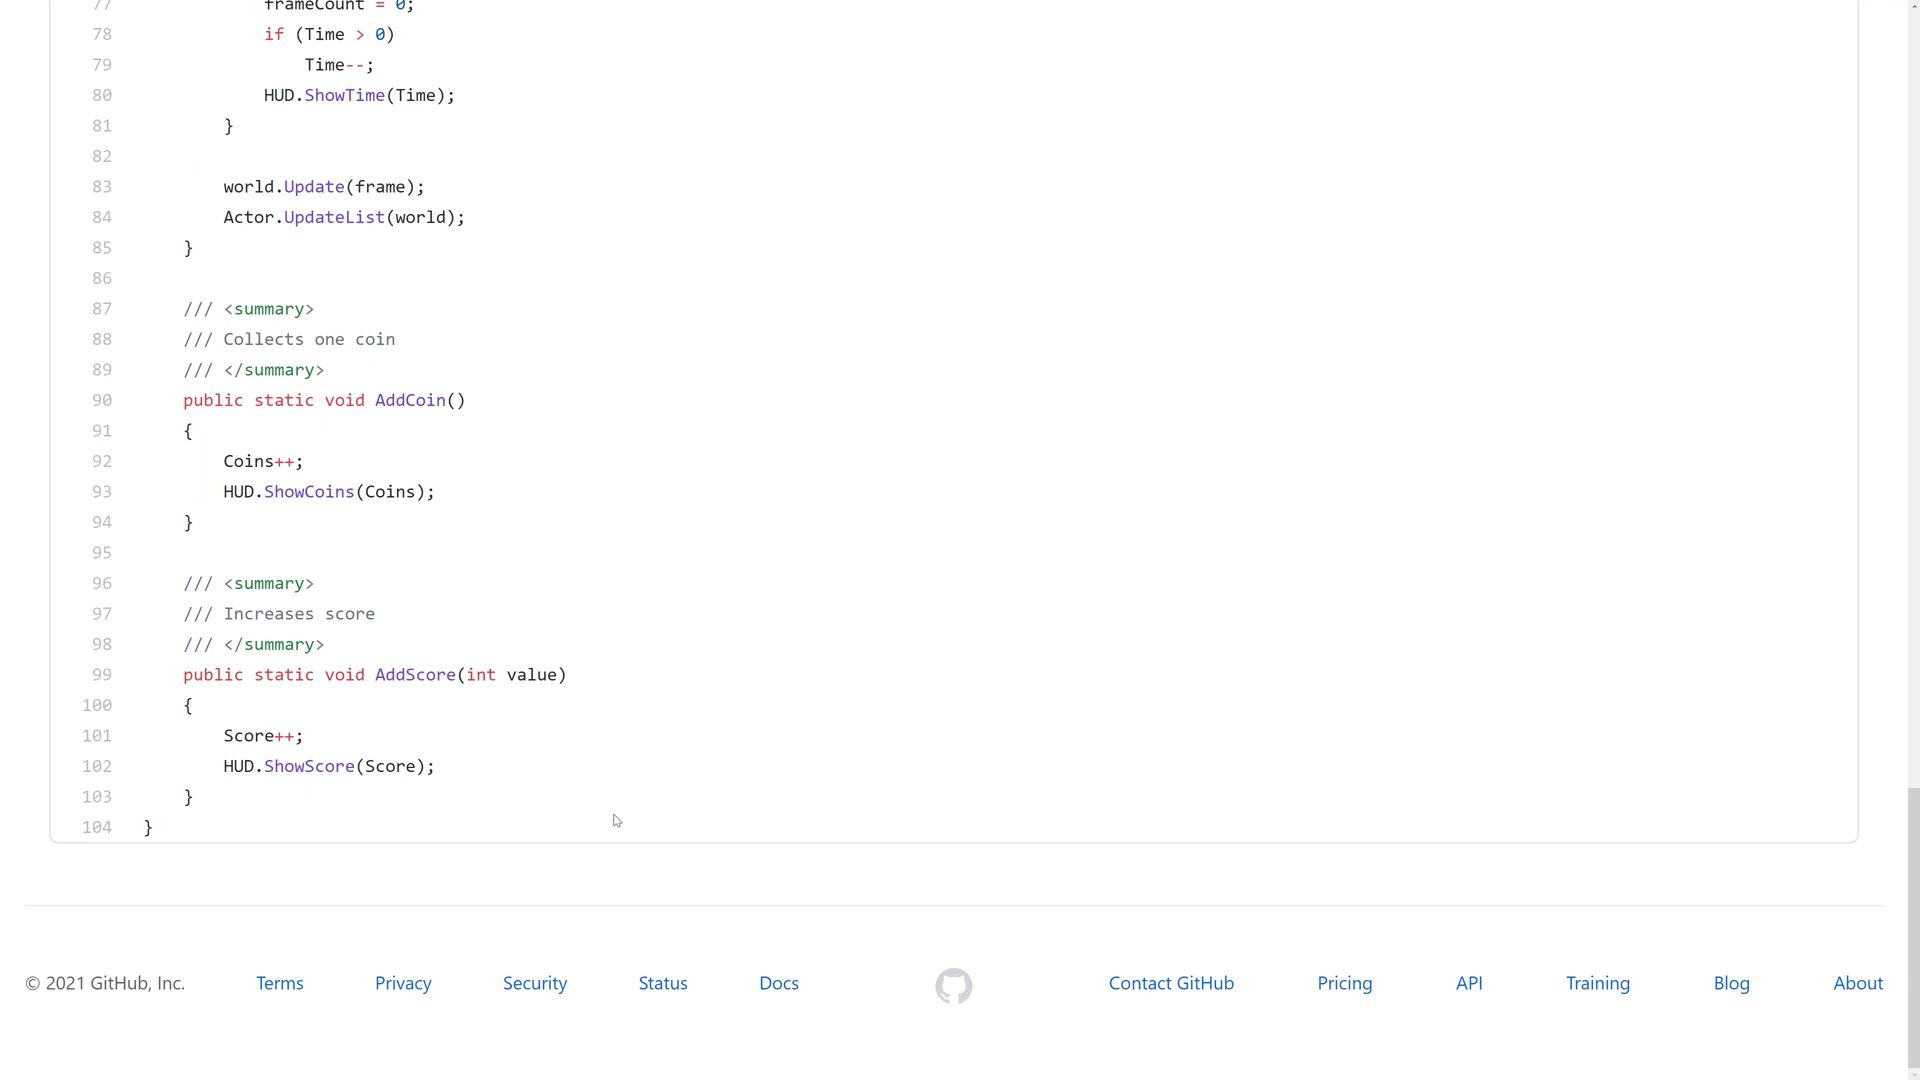 77 frameCount = 0;
78 if (Time > 0)
79 Time--;
80 HUD.ShowTime(Time);
81 }
82
83 world.Update(frame);
84 Actor.UpdateList(world);
85 }
86
87 /// <summary>
88 /// Collects one coin
89 /// </summary>
90 public static void AddCoin()
91 {
92 Coins++;
93 HUD.ShowCoins(Coins);
94 }
95
96 /// <summary>
97 /// Increases score
98 /// </summary>
99 public static void AddScore(int value)
100 {
101 Score++;
102 HUD.ShowScore(Score);
103 }
104 }
© 2021 GitHub, Inc. Terms Privacy Security Status Docs Contact GitHub Pricing API Training Blog About